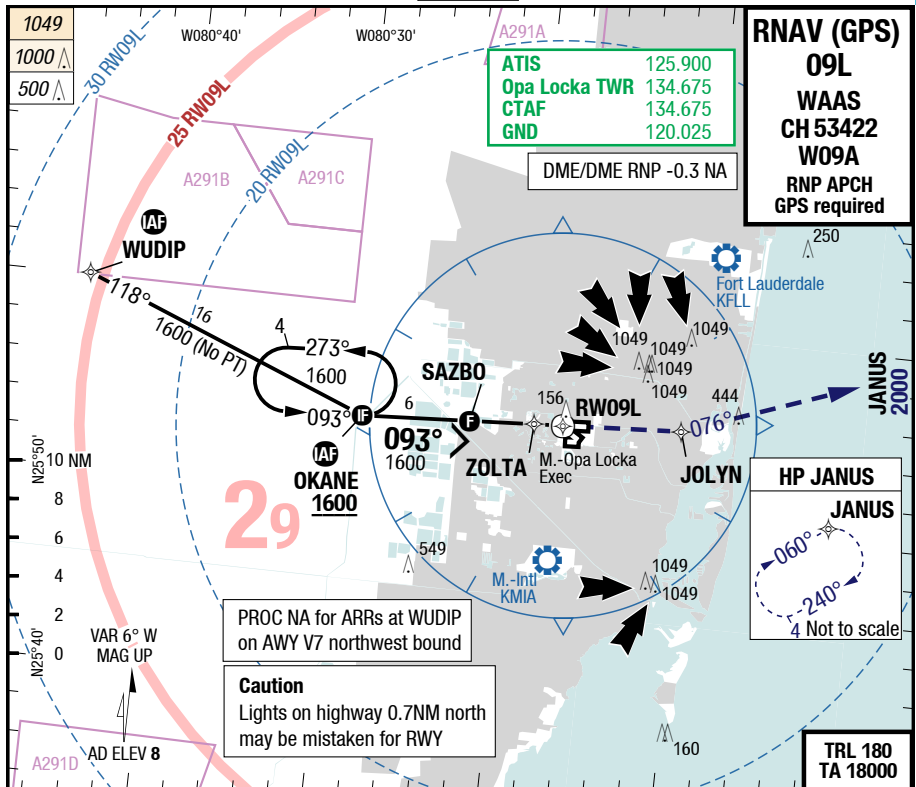 1049
1000
500
W080°40'
W080°30'
A291A
30 RW09L
25 RW09L
20 RW09L
ATIS 125.900
Opa Locka TWR 134.675
CTAF 134.675
GND 120.025
DME/DME RNP -0.3 NA
RNAV (GPS)
09L
WAAS
CH 53422
W09A
RNP APCH
GPS required
A291B
A291C
IAF
WUDIP
250
Fort Lauderdale
KFLL
118°
16
1600 (No PT)
4
273°
1600
093°
IF
IAF
OKANE
1600
6
093°
1600
SAZBO
F
ZOLTA
156
RW09L
M.-Opa Locka
Exec
1049
1049
1049
1049
1049
444
076°
JOLYN
JANUS
2000
N25°50'
10 NM
8
6
4
2
0
N25°40'
29
549
M.-Intl
KMIA
1049
1049
HP JANUS
JANUS
060°
240°
4 Not to scale
PROC NA for ARRs at WUDIP
on AWY V7 northwest bound
VAR 6° W
MAG UP
Caution
Lights on highway 0.7NM north
may be mistaken for RWY
AD ELEV 8
A291D
160
TRL 180
TA 18000